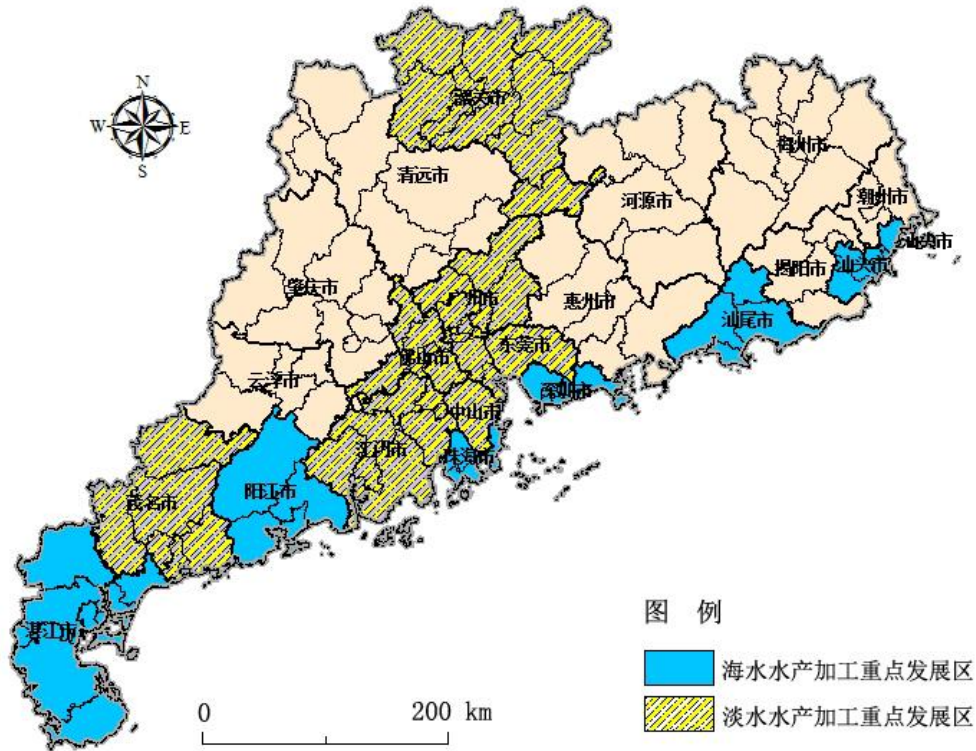 N
W
E
S
韶关市
清远市
梅州市
河源市
潮州市
汕头市
揭阳市
汕头市
肇庆市
广州市
惠州市
汕尾市
佛山市
东莞市
云浮市
深圳市
中山市
江门市
珠海市
阳江市
茂名市
湛江市
图 例
海水水产加工重点发展区
淡水水产加工重点发展区
0
200 km